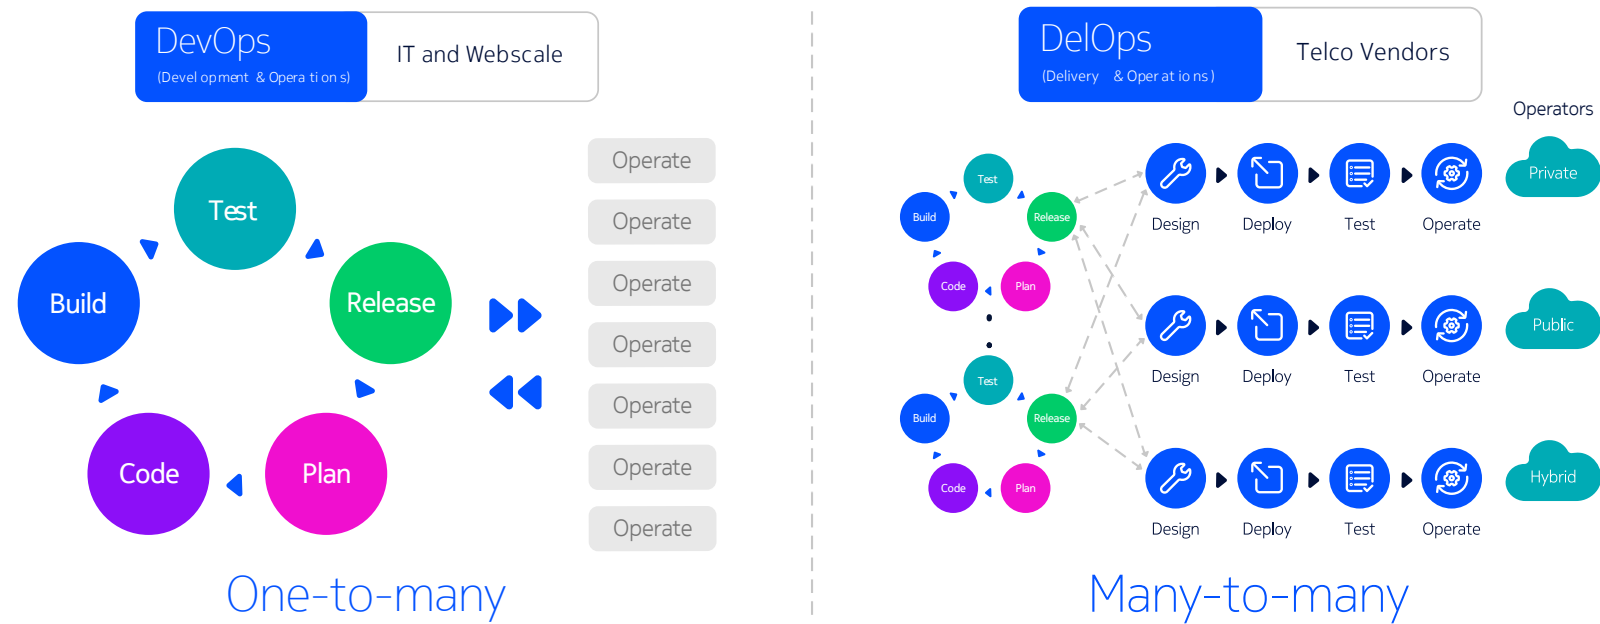 DevOps
(Development & Operations)
IT and Webscale
Test
Build
Release
Code
Plan
Operate
Operate
Operate
Operate
Operate
Operate
Operate
One-to-many
DelOps
(Delivery & Operations)
Telco Vendors
Operators
Test
Build
Release
Code
Plan
Test
Build
Release
Code
Plan
Design
Deploy
Test
Operate
Private
Design
Deploy
Test
Operate
Public
Design
Deploy
Test
Operate
Hybrid
Many-to-many